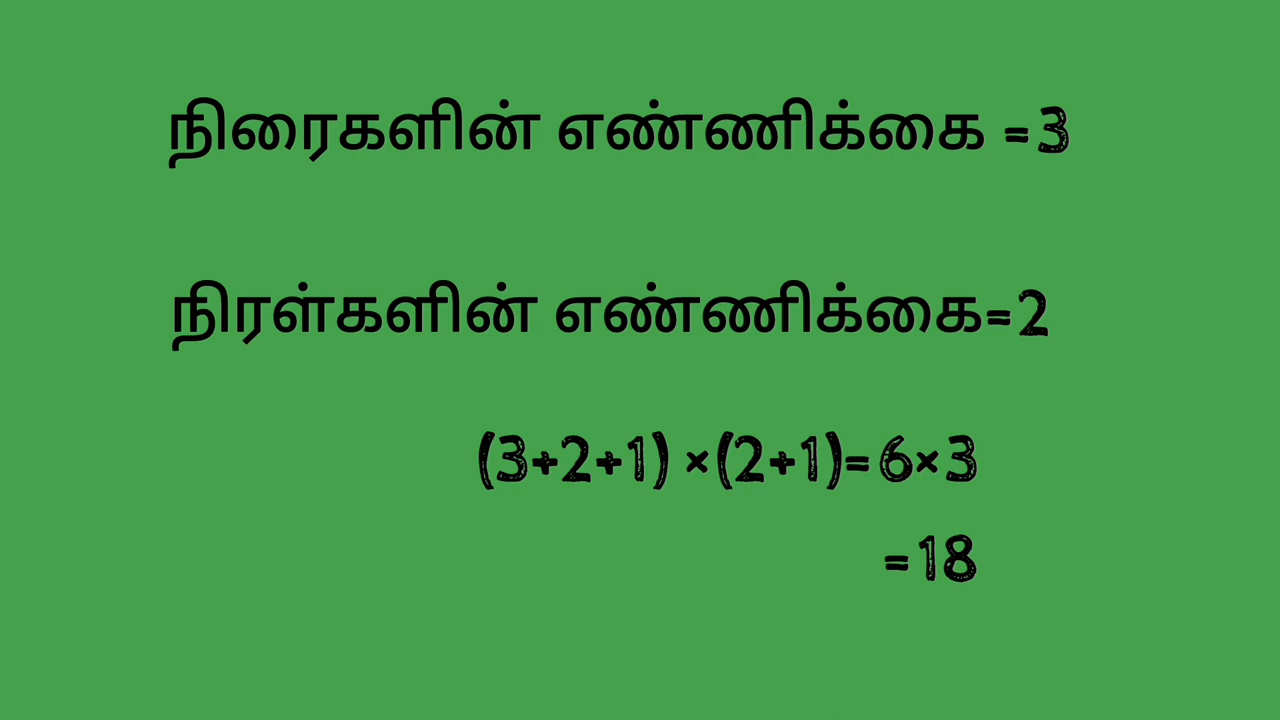 நிரைகளின் எண்ணிக்கை =3
நிரள்களின் எண்ணிக்கை=2
(3+2+1) ×(2+1)=6×3
=18